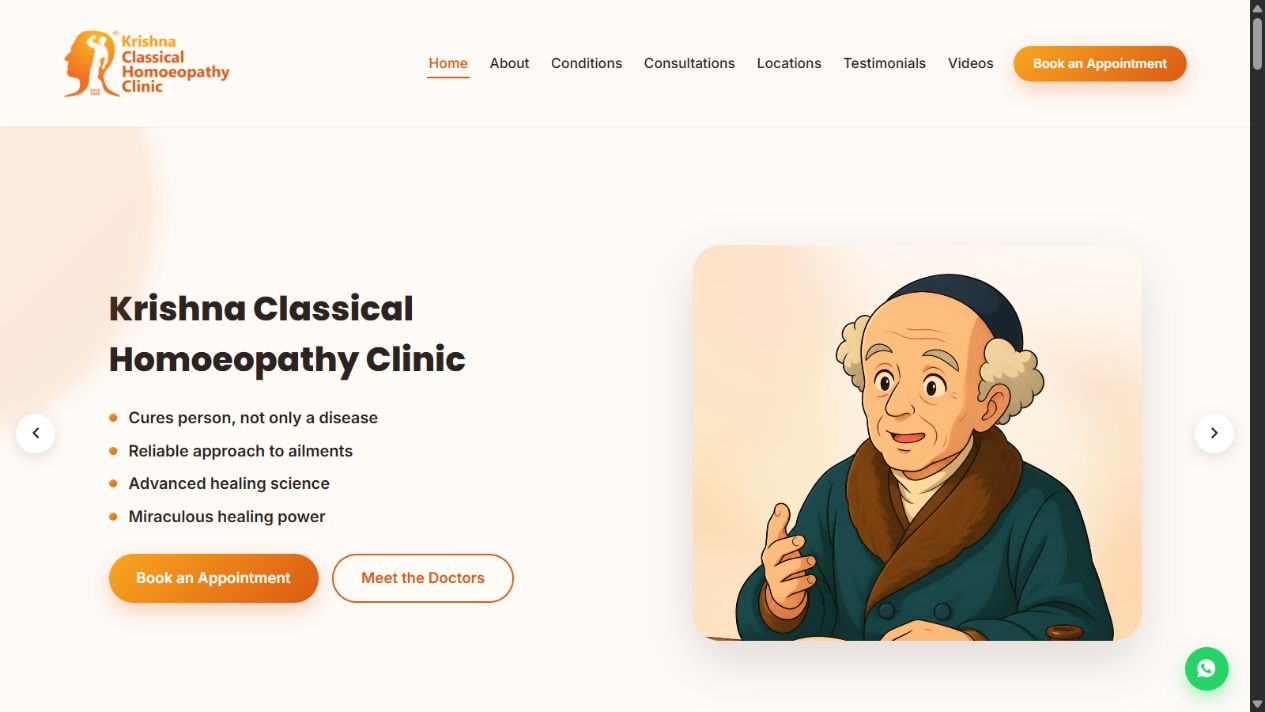 Krishna
Classical
Homoeopathy
Clinic
Home About Conditions Consultations Locations Testimonials Videos Book an Appointment
Krishna Classical
Homoeopathy Clinic
Cures person, not only a disease
Reliable approach to ailments
Advanced healing science
Miraculous healing power
Book an Appointment Meet the Doctors